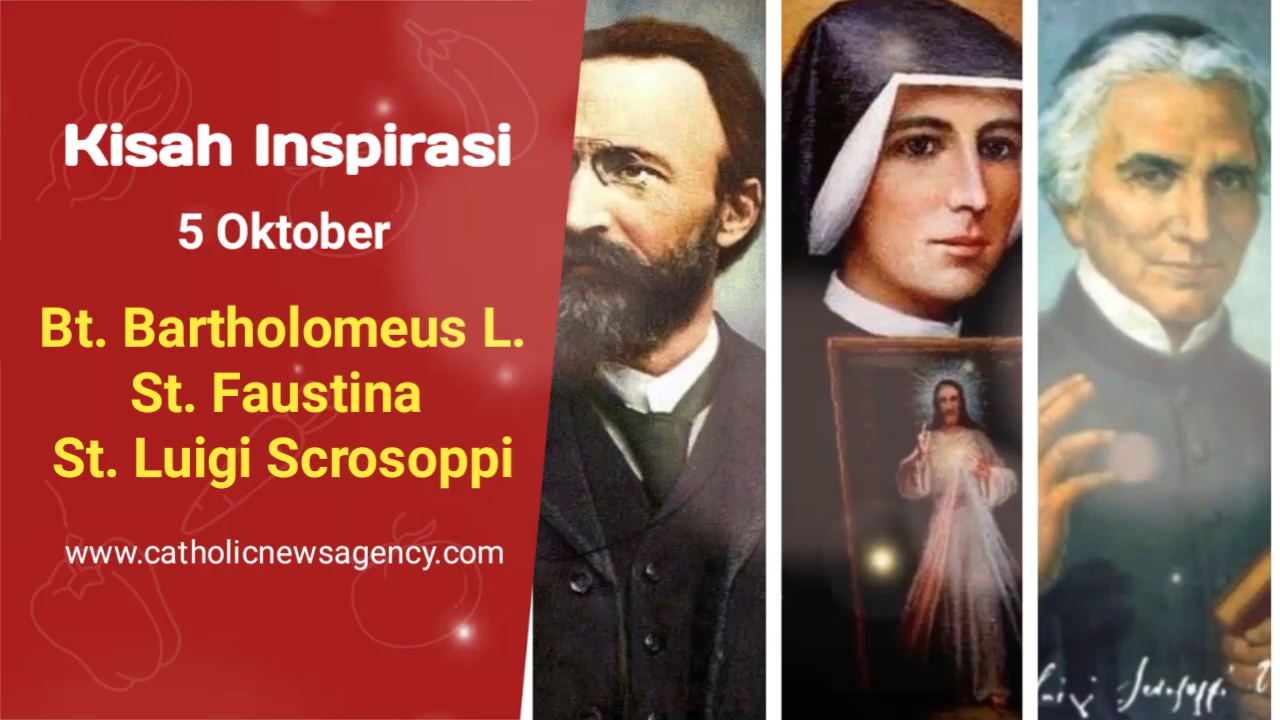 Kisah Inspirasi
5 Oktober
Bt. Bartholomeus L.
St. Faustina
St. Luigi Scrosoppi
www.catholicnewsagency.com